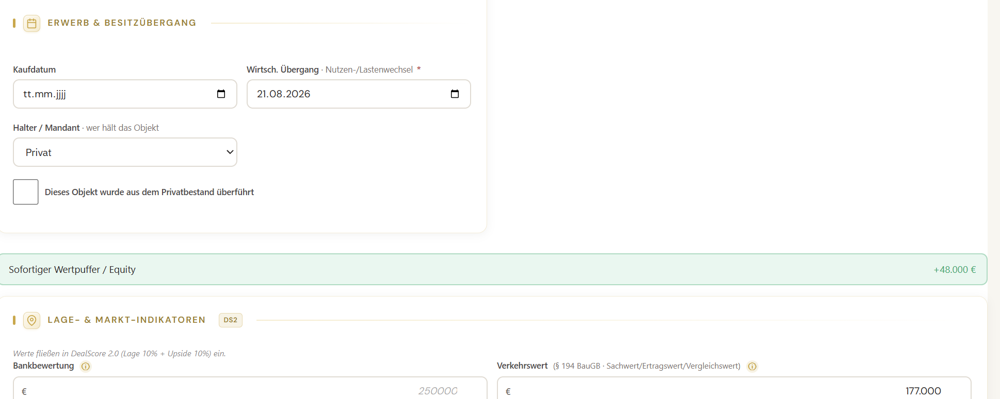 ERWERB & BESITZÜBERGANG
Kaufdatum
Wirtsch. Übergang · Nutzen-/Lastenwechsel *
tt.mm.jjjj
21.08.2026
Halter / Mandant · wer hält das Objekt
Privat
Dieses Objekt wurde aus dem Privatbestand überführt
Sofortiger Wertpuffer / Equity
+48.000 €
LAGE- & MARKT-INDIKATOREN
DS2
Werte fließen in DealScore 2.0 (Lage 10% + Upside 10%) ein.
Bankbewertung
Verkehrswert (§ 194 BauGB · Sachwert/Ertragswert/Vergleichswert)
€ 250000
€ 177.000